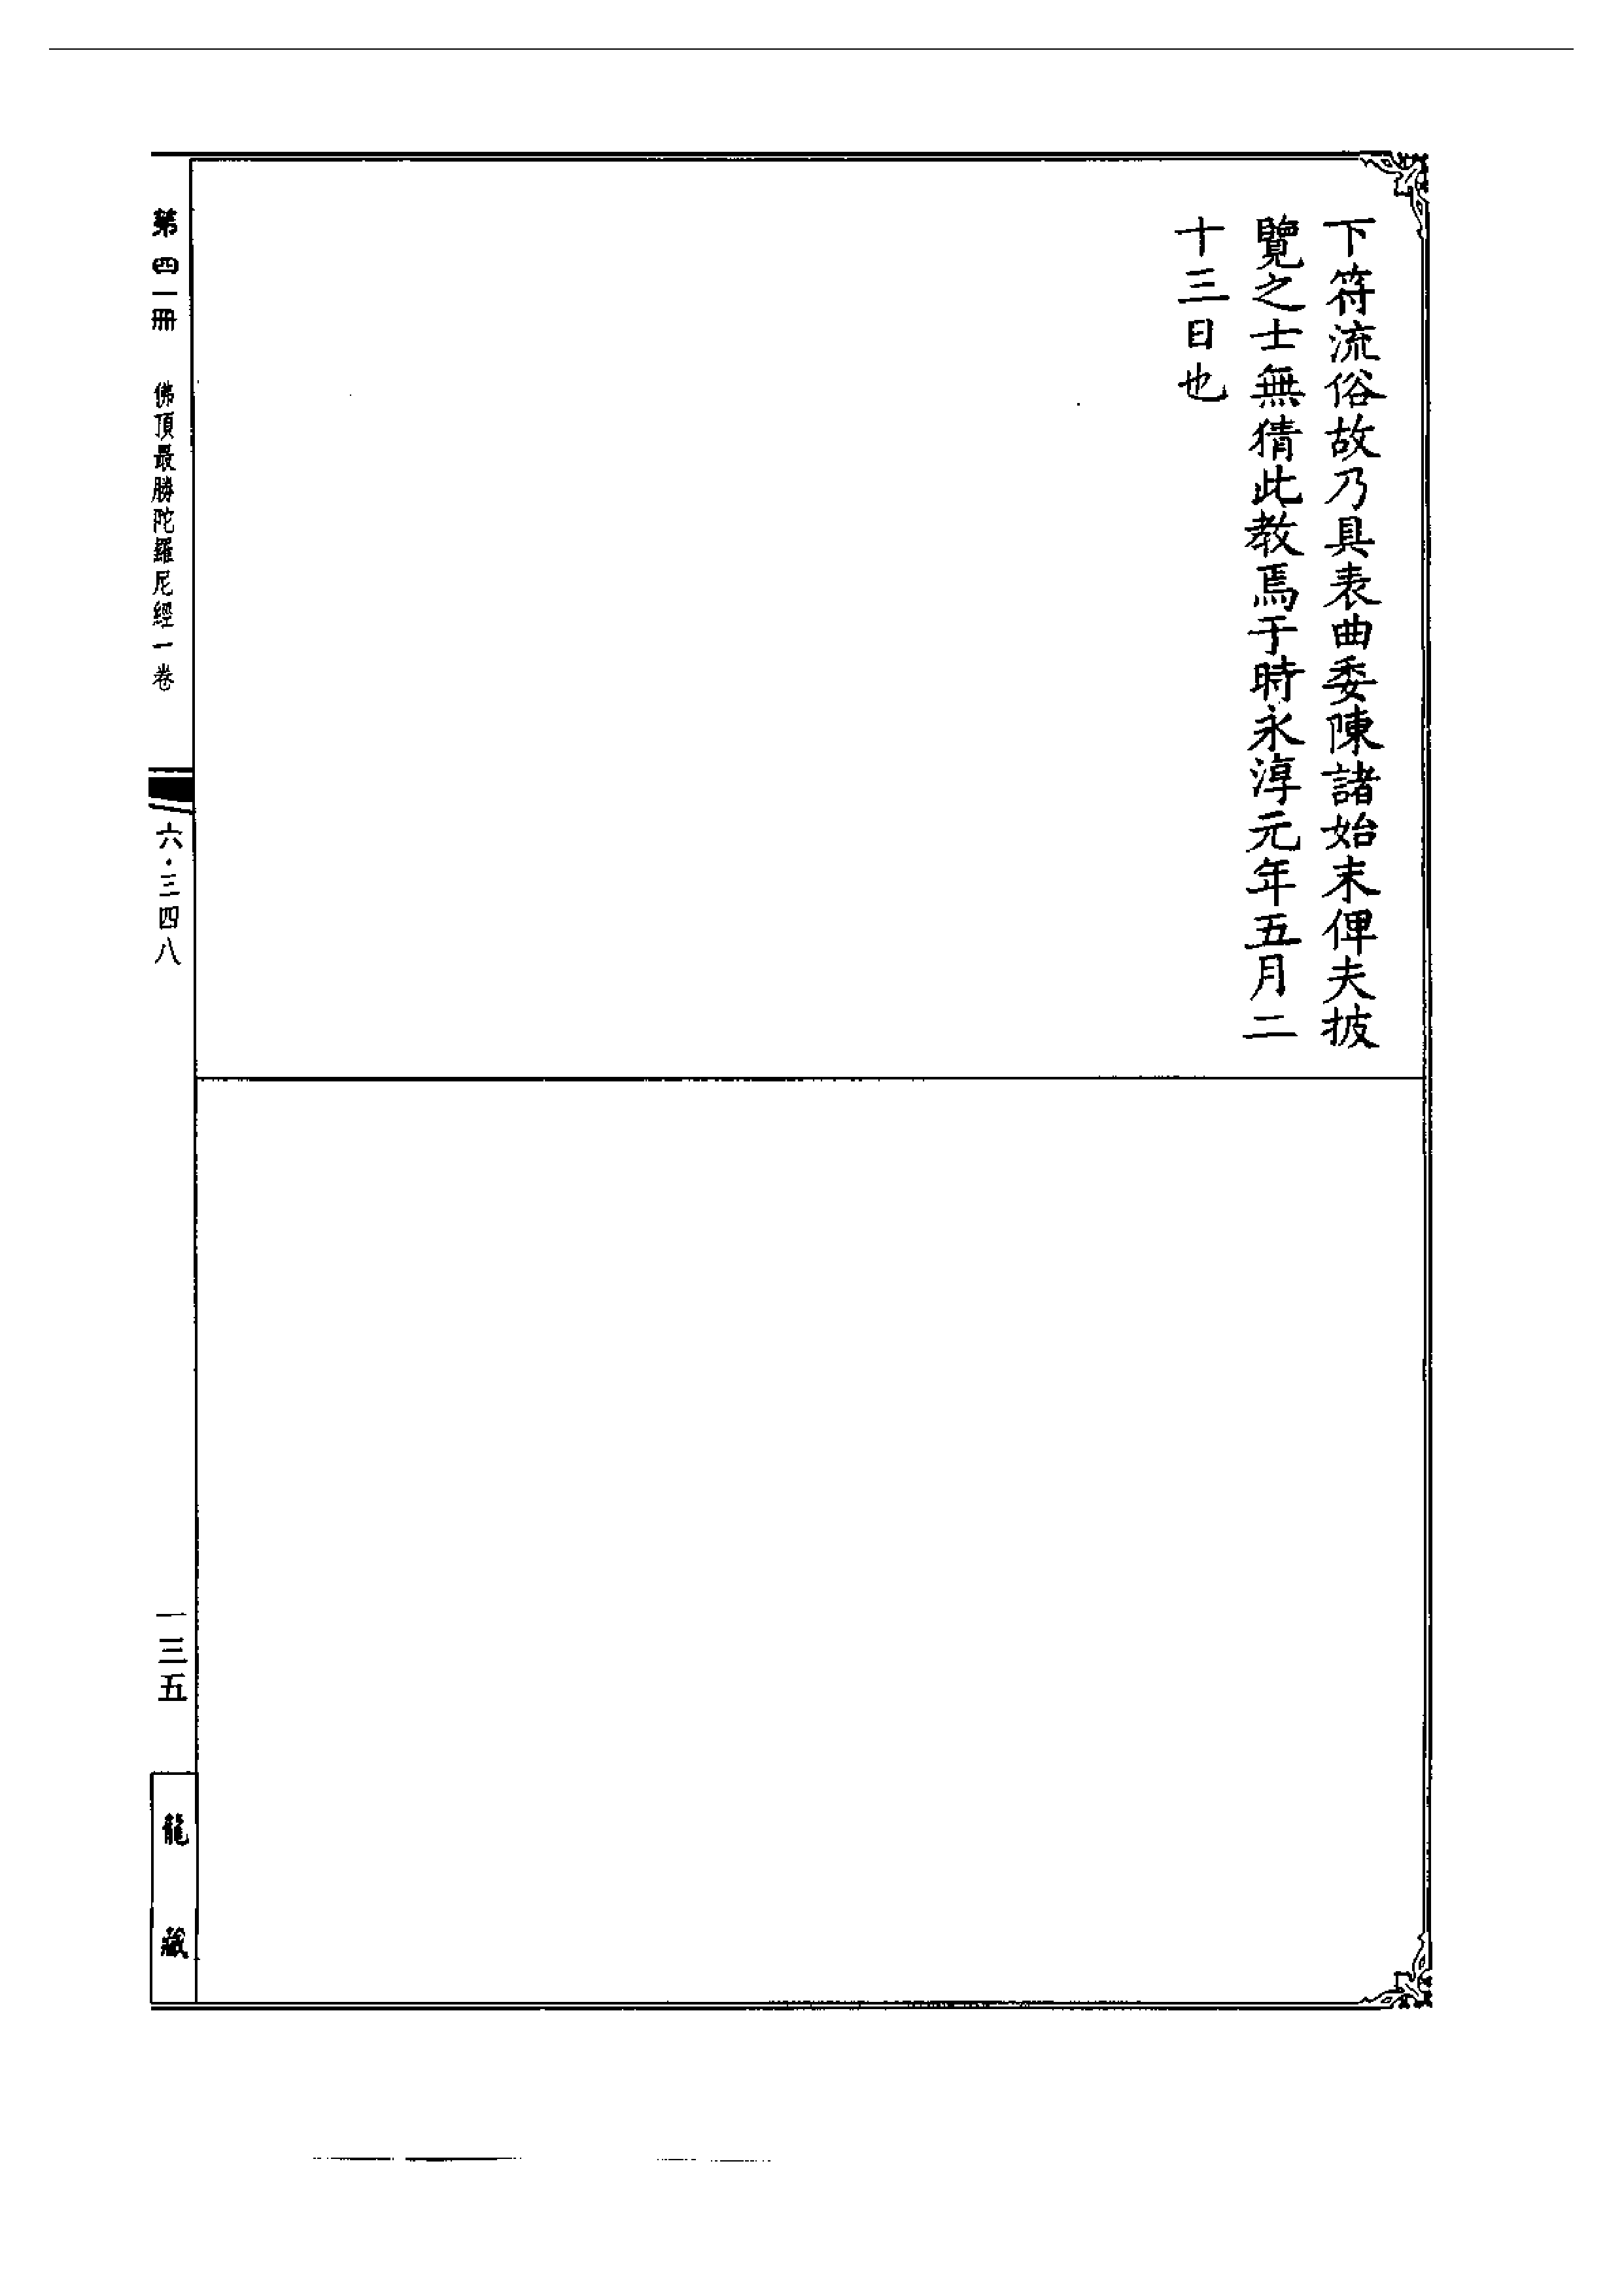 下符流俗故乃具表曲委陳諸始末俾夫披
覽之士無猜此教焉于時永淳元年五月二
十三日也
第四一冊 佛頂最勝陀羅尼經一卷
六·三四八
一三五
龍藏